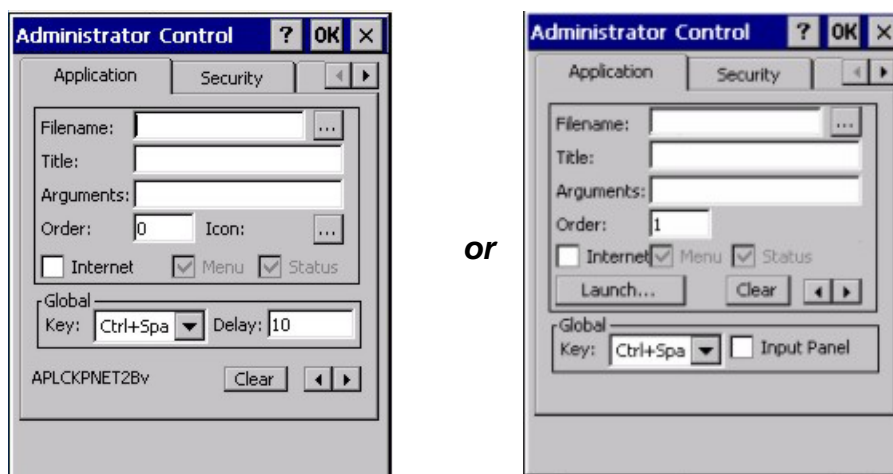 Administrator Control ? OK ×
Application Security
Filename: ...
Title:
Arguments:
Order: 0 Icon: ...
Internet Menu Status
Global
Key: Ctrl+Spa Delay: 10
APLCKPNET2Bv Clear
or
Administrator Control ? OK ×
Application Security
Filename: ...
Title:
Arguments:
Order: 1
Internet Menu Status
Launch... Clear
Global
Key: Ctrl+Spa Input Panel